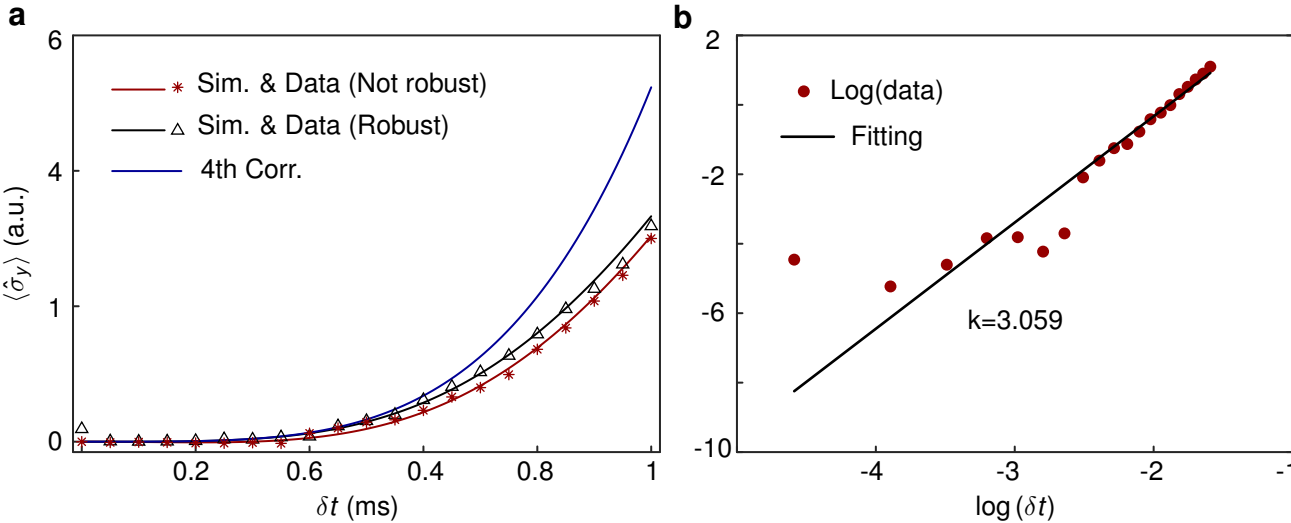 a
6
4
1
0
⟨σ̂y⟩ (a.u.)
Sim. & Data (Not robust)
Sim. & Data (Robust)
4th Corr.
0.2
0.6
0.4
0.8
1
δt (ms)
b
2
-2
-6
-10
Log(data)
Fitting
k=3.059
-4
-3
-2
-1
log (δt)